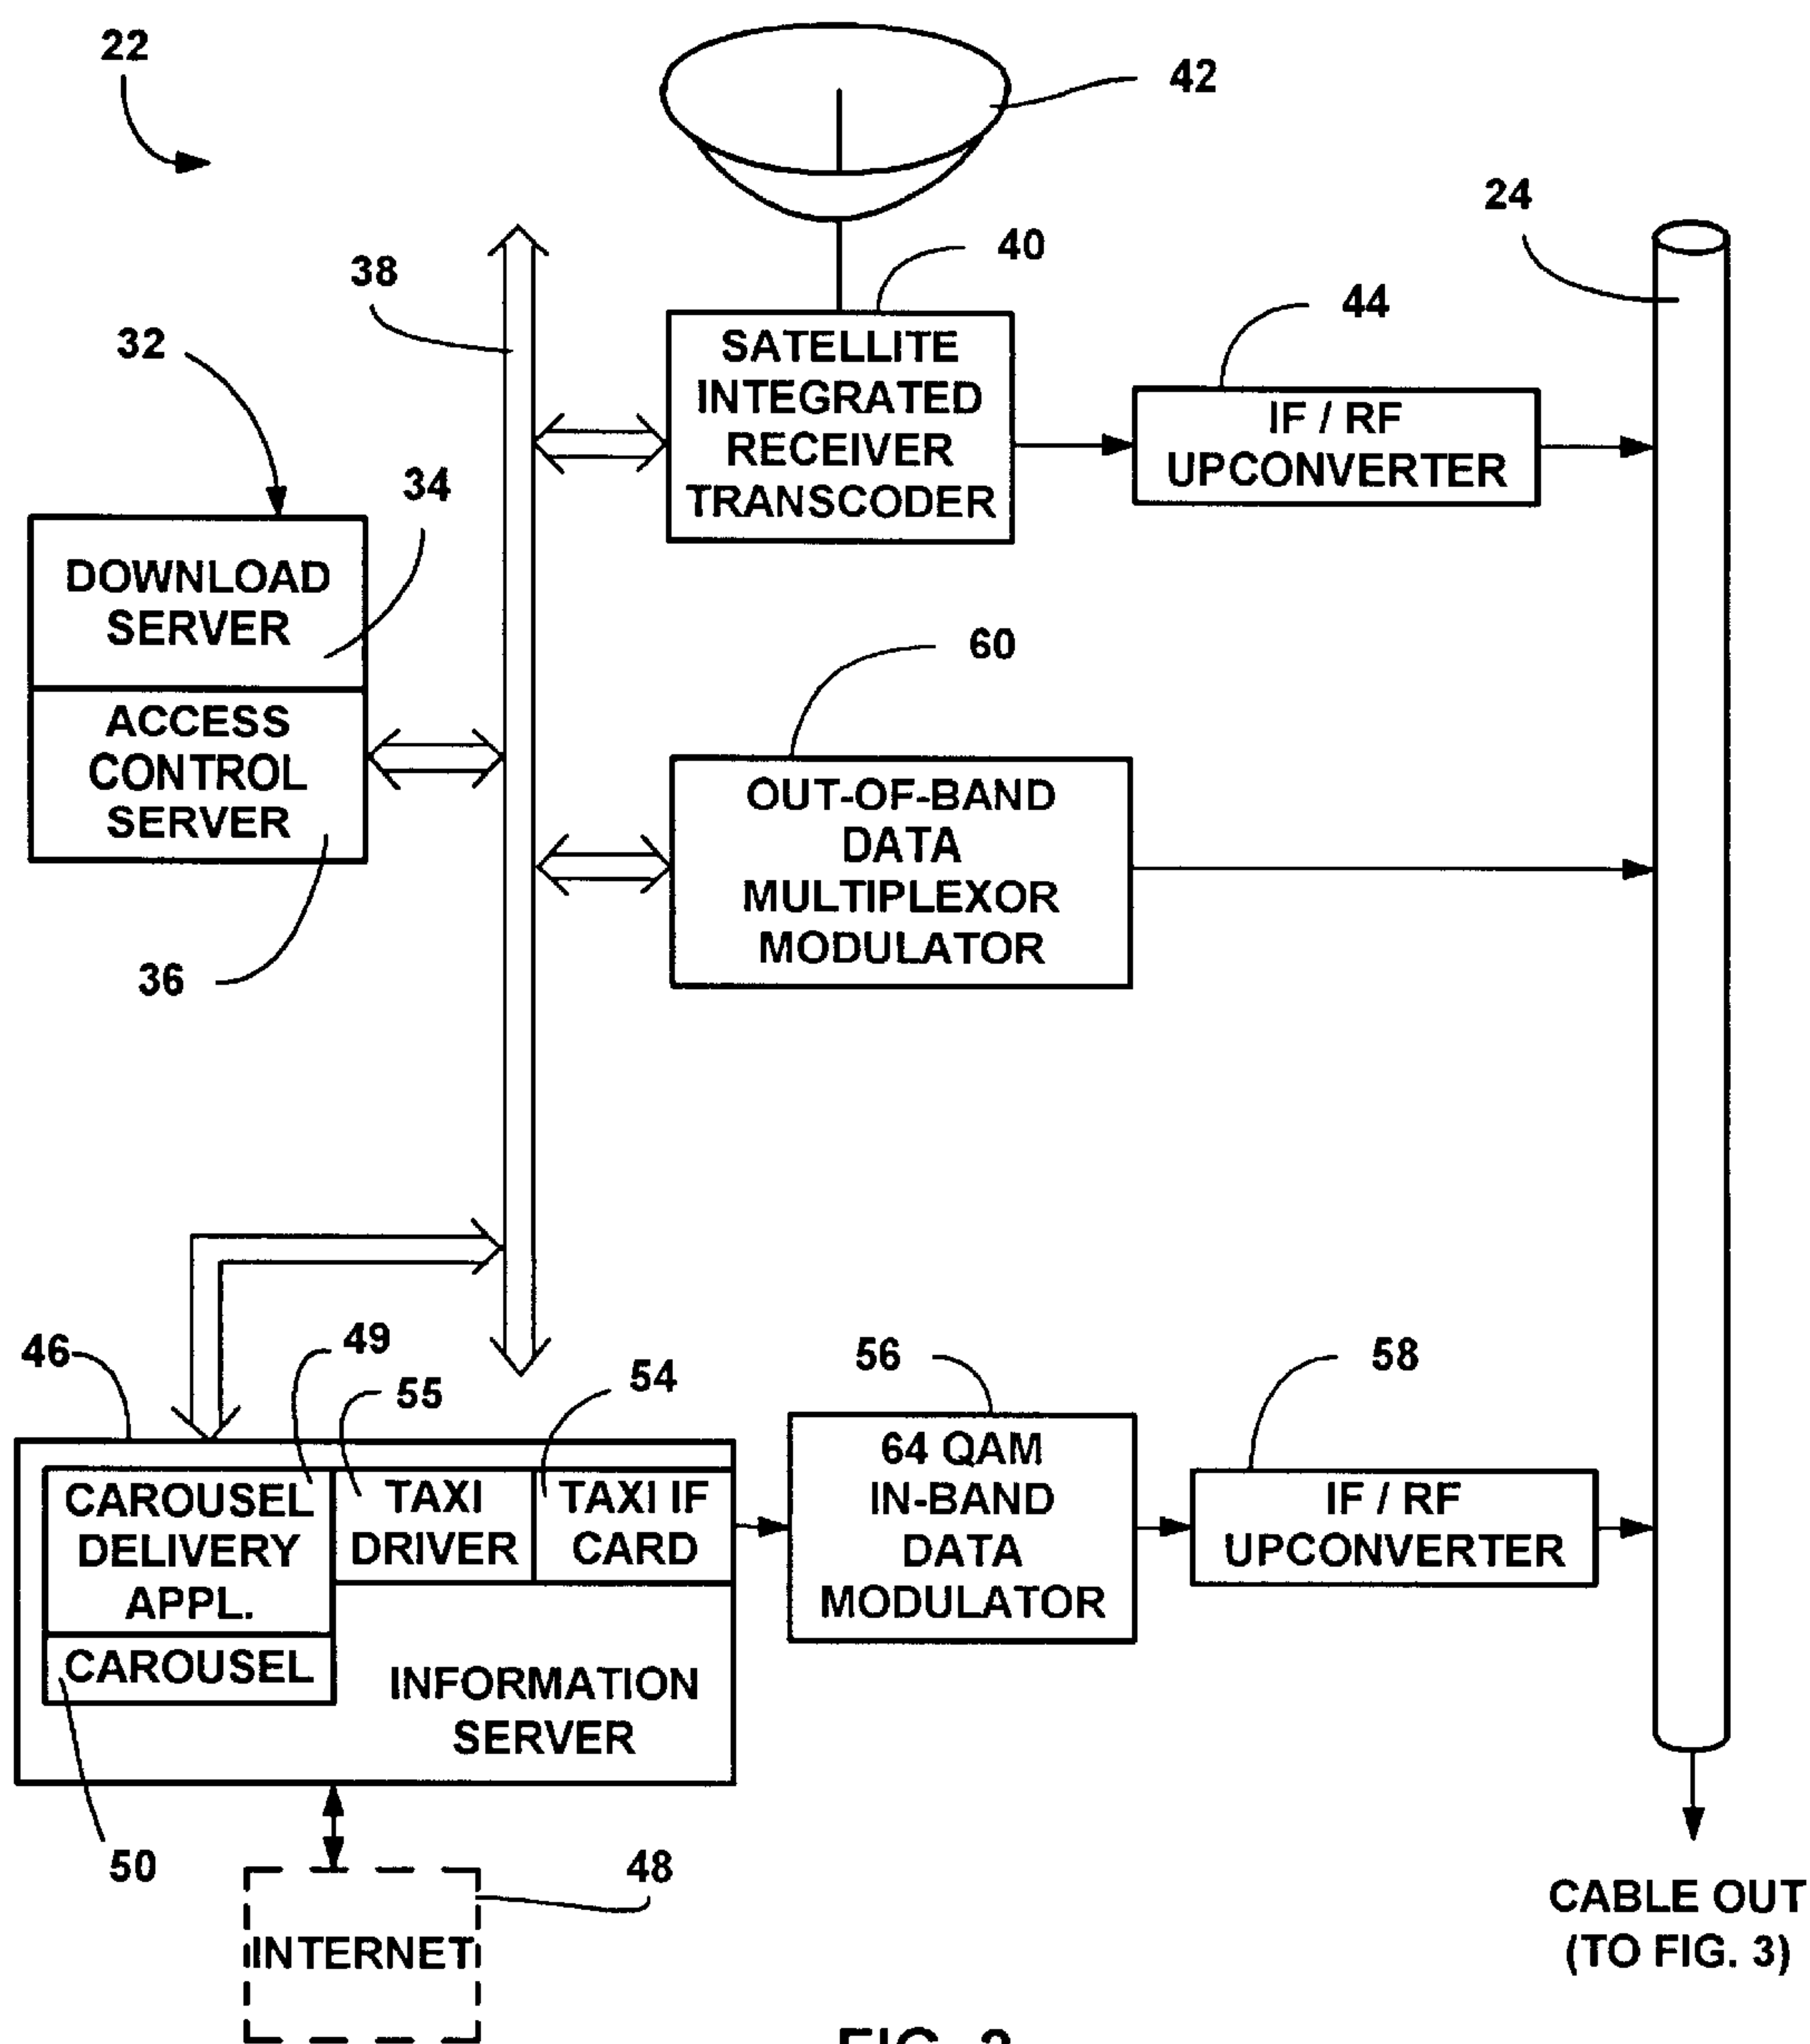 22
42
24
40
38
44
32
SATELLITE
INTEGRATED
RECEIVER
TRANSCODER
IF / RF
UPCONVERTER
34
DOWNLOAD
SERVER
60
ACCESS
CONTROL
SERVER
OUT-OF-BAND
DATA
MULTIPLEXOR
MODULATOR
36
46
49
55
54
56
58
CAROUSEL
DELIVERY
APPL.
TAXI
DRIVER
TAXI IF
CARD
64 QAM
IN-BAND
DATA
MODULATOR
IF / RF
UPCONVERTER
CAROUSEL
INFORMATION
SERVER
50
48
INTERNET
CABLE OUT
(TO FIG. 3)
FIG. 2